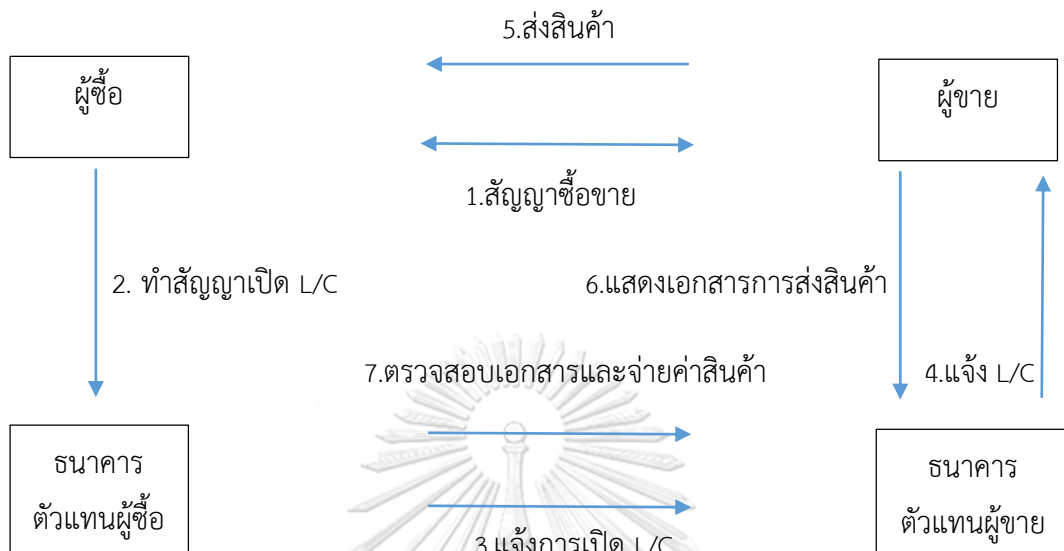 5.ส่งสินค้า
ผู้ซื้อ
ผู้ขาย
1.สัญญาซื้อขาย
2. ทำสัญญาเปิด L/C
6.แสดงเอกสารการส่งสินค้า
7.ตรวจสอบเอกสารและจ่ายค่าสินค้า
4.แจ้ง L/C
ธนาคาร
ตัวแทนผู้ซื้อ
ธนาคาร
ตัวแทนผู้ขาย
3.แจ้งการเปิด L/C